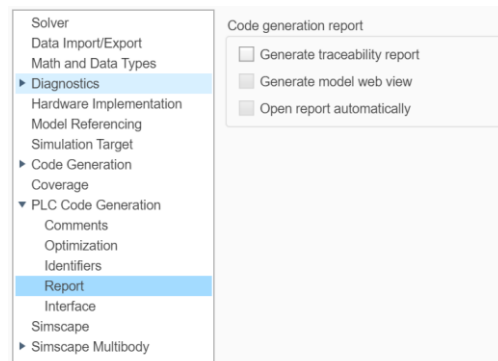 Solver
Data Import/Export
Math and Data Types
Diagnostics
Hardware Implementation
Model Referencing
Simulation Target
Code Generation
Coverage
PLC Code Generation
Comments
Optimization
Identifiers
Report
Interface
Simscape
Simscape Multibody
Code generation report
Generate traceability report
Generate model web view
Open report automatically